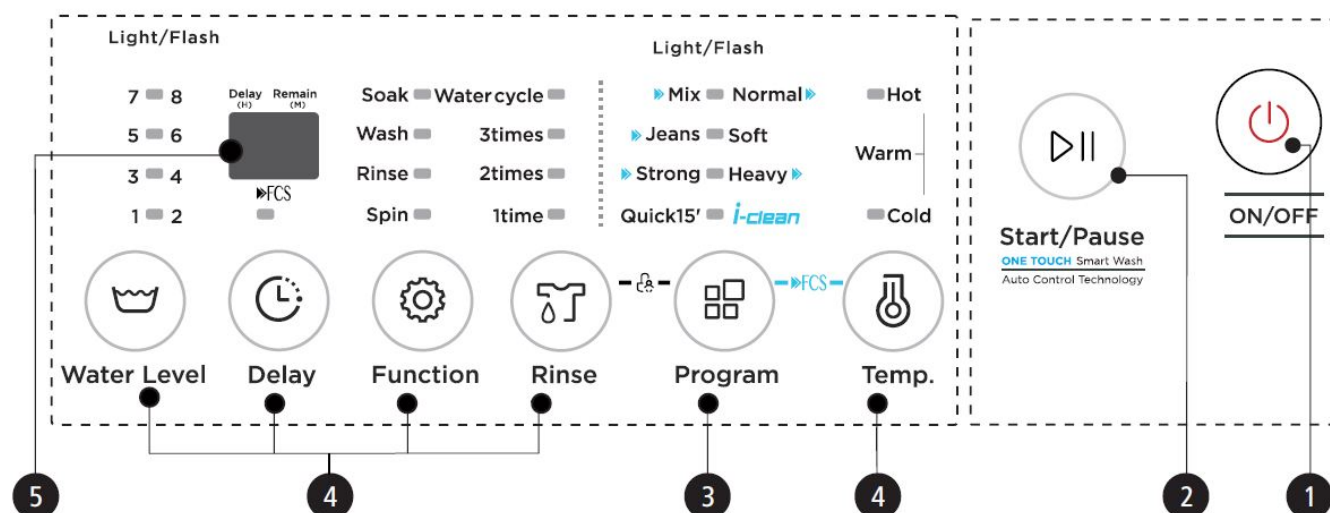 Light/Flash
Light/Flash
7 8
Delay (H) Remain (M)
Soak Water cycle
Mix Normal
Hot
5 6
Wash 3times
Jeans Soft
Warm
3 4
Rinse 2times
Strong Heavy
FCS
1 2
Spin 1time
Quick15' i-clean
Cold
FCS
Water Level
Delay
Function
Rinse
Program
Temp.
Start/Pause
ONE TOUCH Smart Wash
Auto Control Technology
ON/OFF
5
4
3
4
2
1